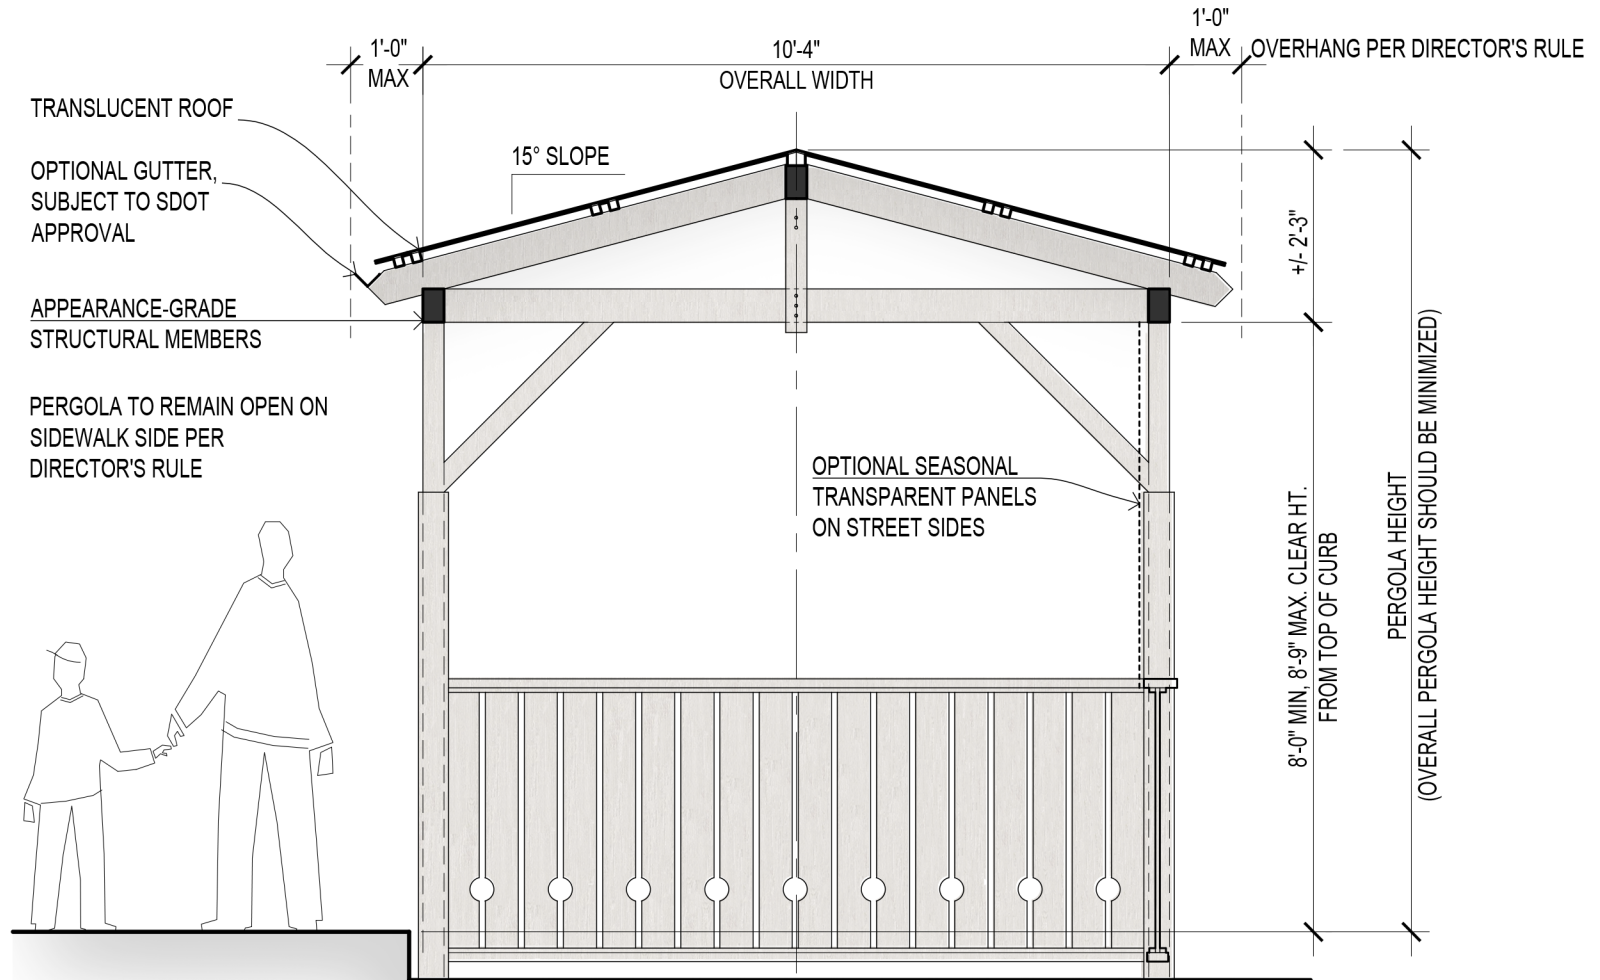 1'-0"
MAX
10'-4"
OVERALL WIDTH
1'-0"
MAX
OVERHANG PER DIRECTOR'S RULE
TRANSLUCENT ROOF
OPTIONAL GUTTER,
SUBJECT TO SDOT
APPROVAL
15° SLOPE
APPEARANCE-GRADE
STRUCTURAL MEMBERS
PERGOLA TO REMAIN OPEN ON
SIDEWALK SIDE PER
DIRECTOR'S RULE
OPTIONAL SEASONAL
TRANSPARENT PANELS
ON STREET SIDES
+/- 2'-3"
8'-0" MIN, 8'-9" MAX. CLEAR HT.
FROM TOP OF CURB
PERGOLA HEIGHT
(OVERALL PERGOLA HEIGHT SHOULD BE MINIMIZED)